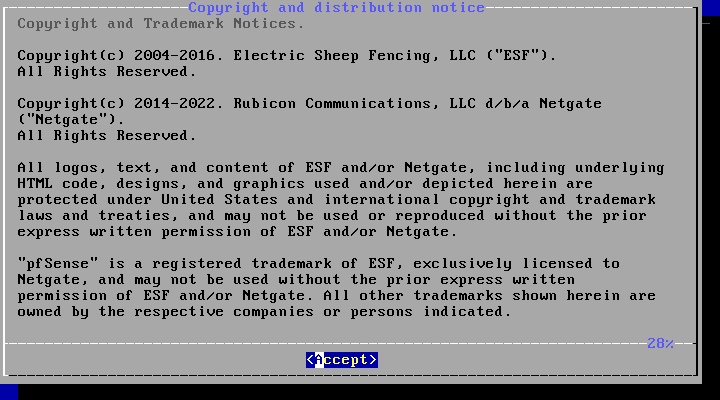 Copyright and distribution notice
Copyright and Trademark Notices.
Copyright(c) 2004-2016. Electric Sheep Fencing, LLC ("ESF").
All Rights Reserved.
Copyright(c) 2014-2022. Rubicon Communications, LLC d/b/a Netgate
("Netgate").
All Rights Reserved.
All logos, text, and content of ESF and/or Netgate, including underlying
HTML code, designs, and graphics used and/or depicted herein are
protected under United States and international copyright and trademark
laws and treaties, and may not be used or reproduced without the prior
express written permission of ESF and/or Netgate.
"pfSense" is a registered trademark of ESF, exclusively licensed to
Netgate, and may not be used without the prior express written
permission of ESF and/or Netgate. All other trademarks shown herein are
owned by the respective companies or persons indicated.
28%
<Accept>